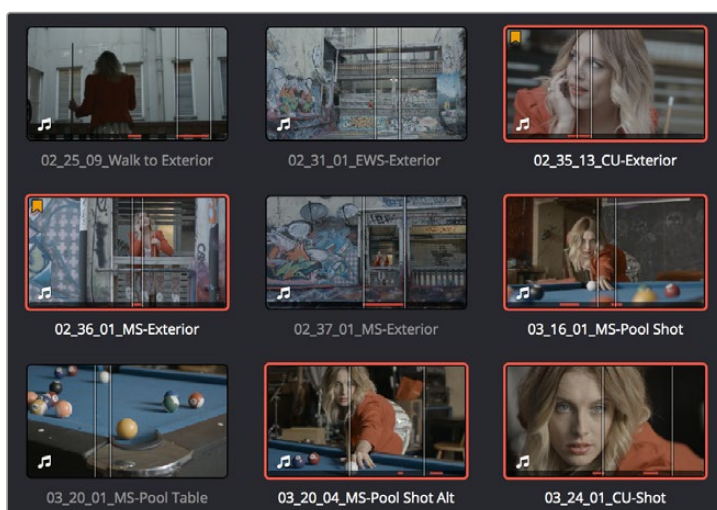 02_25_09_Walk to Exterior
02_31_01_EWS-Exterior
02_35_13_CU-Exterior
02_36_01_MS-Exterior
02_37_01_MS-Exterior
03_16_01_MS-Pool Shot
03_20_01_MS-Pool Table
03_20_04_MS-Pool Shot Alt
03_24_01_CU-Shot